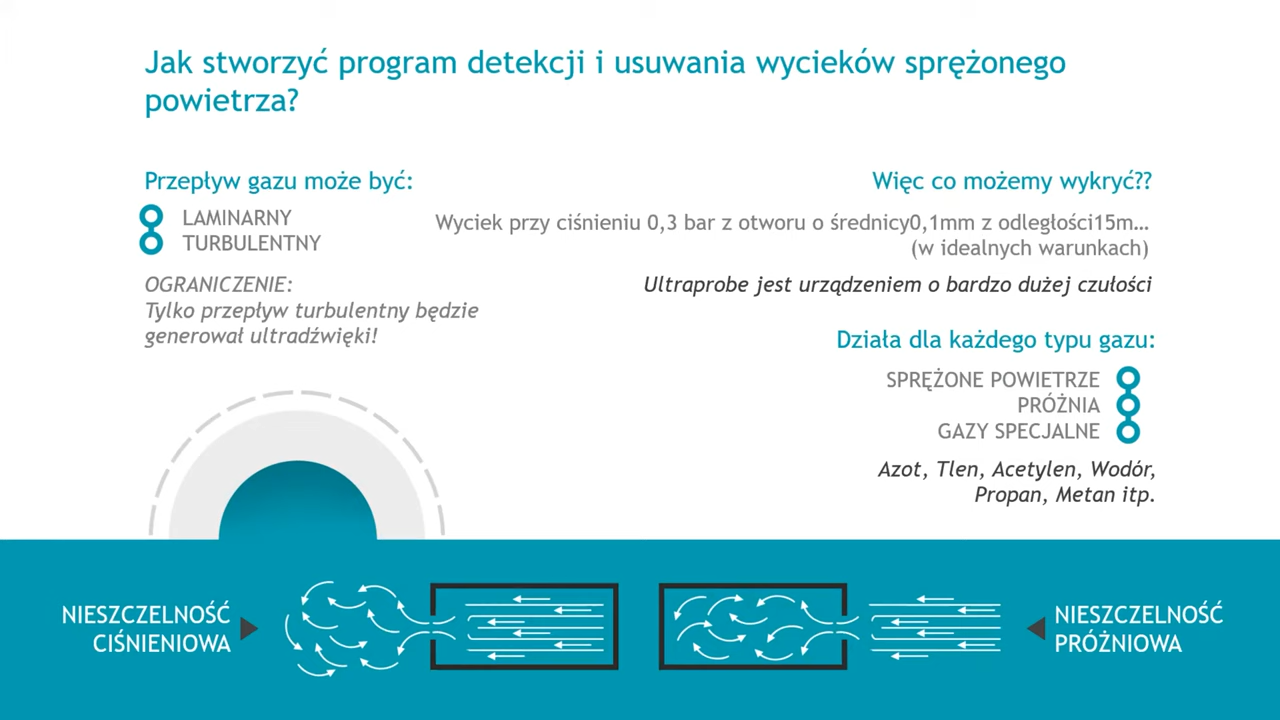 Jak stworzyć program detekcji i usuwania wycieków sprężonego
powietrza?
Przepływ gazu może być:
LAMINARNY
TURBULENTNY
OGRANICZENIE:
Tylko przepływ turbulentny będzie
generował ultradźwięki!
Więc co możemy wykryć??
Wyciek przy ciśnieniu 0,3 bar z otworu o średnicy0,1mm z odległości15m…
(w idealnych warunkach)
Ultraprobe jest urządzeniem o bardzo dużej czułości
Działa dla każdego typu gazu:
SPRĘŻONE POWIETRZE
PRÓŻNIA
GAZY SPECJALNE
Azot, Tlen, Acetylen, Wodór,
Propan, Metan itp.
NIESZCZELNOŚĆ
CIŚNIENIOWA
NIESZCZELNOŚĆ
PRÓŻNIOWA